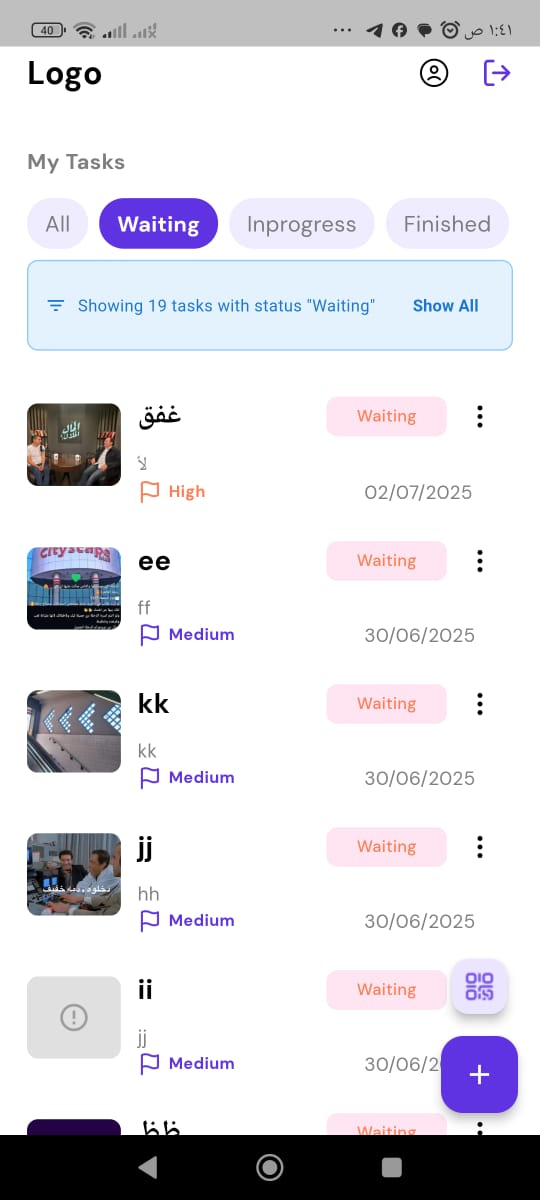 40 ... ١:٤١ ص
Logo
My Tasks
All Waiting Inprogress Finished
Showing 19 tasks with status "Waiting" Show All
غفق Waiting
لاً
High 02/07/2025
ee Waiting
ff
Medium 30/06/2025
kk Waiting
kk
Medium 30/06/2025
jj Waiting
hh
Medium 30/06/2025
ii Waiting
jj
Medium 30/06/2
+
ظظ Waiting
cityscape